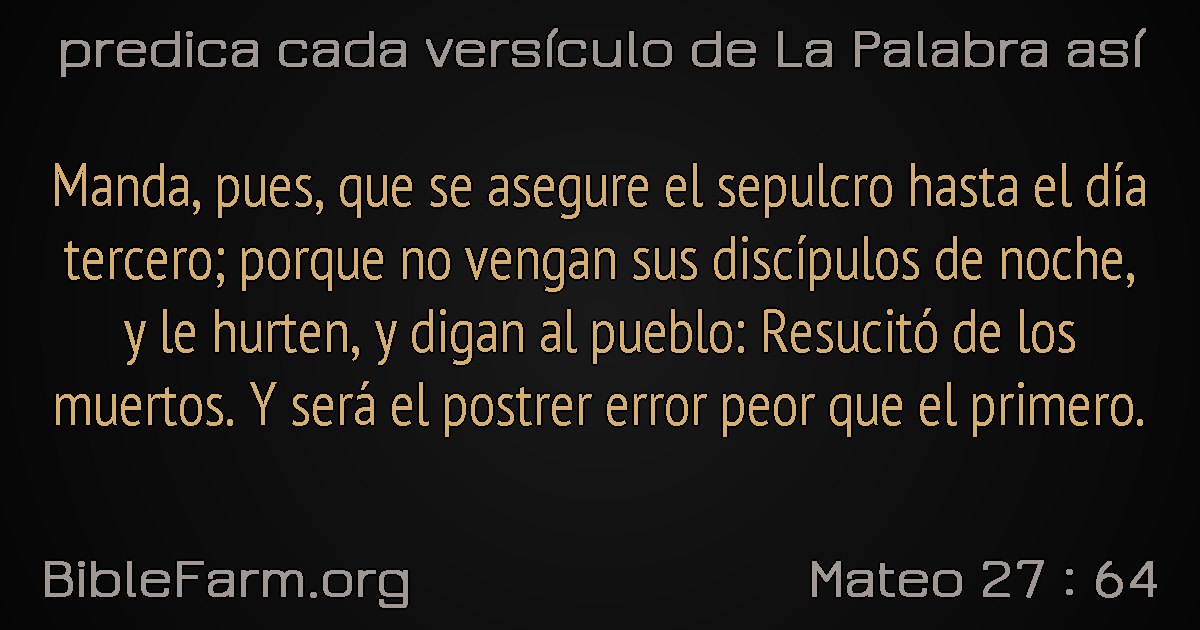 predica cada versículo de La Palabra así
Manda, pues, que se asegure el sepulcro hasta el día
tercero; porque no vengan sus discípulos de noche,
y le hurten, y digan al pueblo: Resucitó de los
muertos. Y será el postrer error peor que el primero.
BibleFarm.org
Mateo 27 : 64